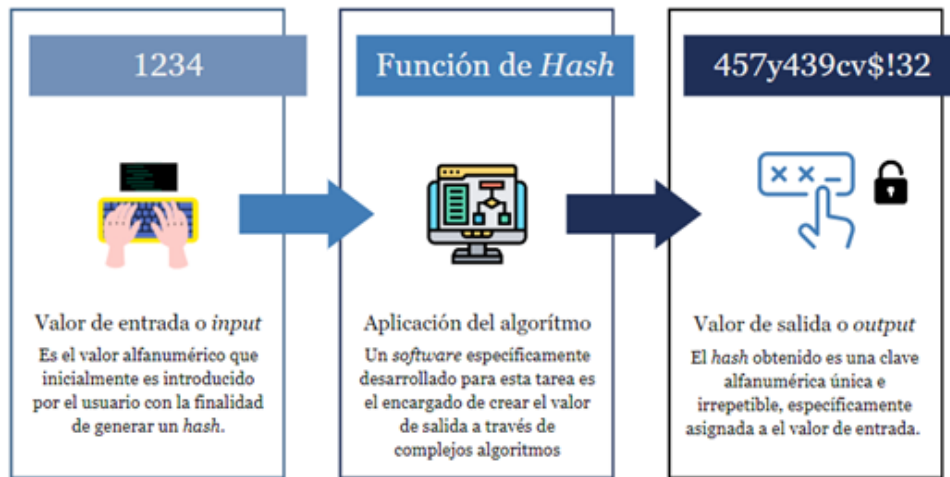 1234
Valor de entrada o input
Es el valor alfanumérico que
inicialmente es introducido
por el usuario con la finalidad
de generar un hash.
Función de Hash
Aplicación del algorítmo
Un software específicamente
desarrollado para esta tarea es
el encargado de crear el valor
de salida a través de
complejos algoritmos
457y439cv$!32
Valor de salida o output
El hash obtenido es una clave
alfanumérica única e
irrepetible, específicamente
asignada a el valor de entrada.